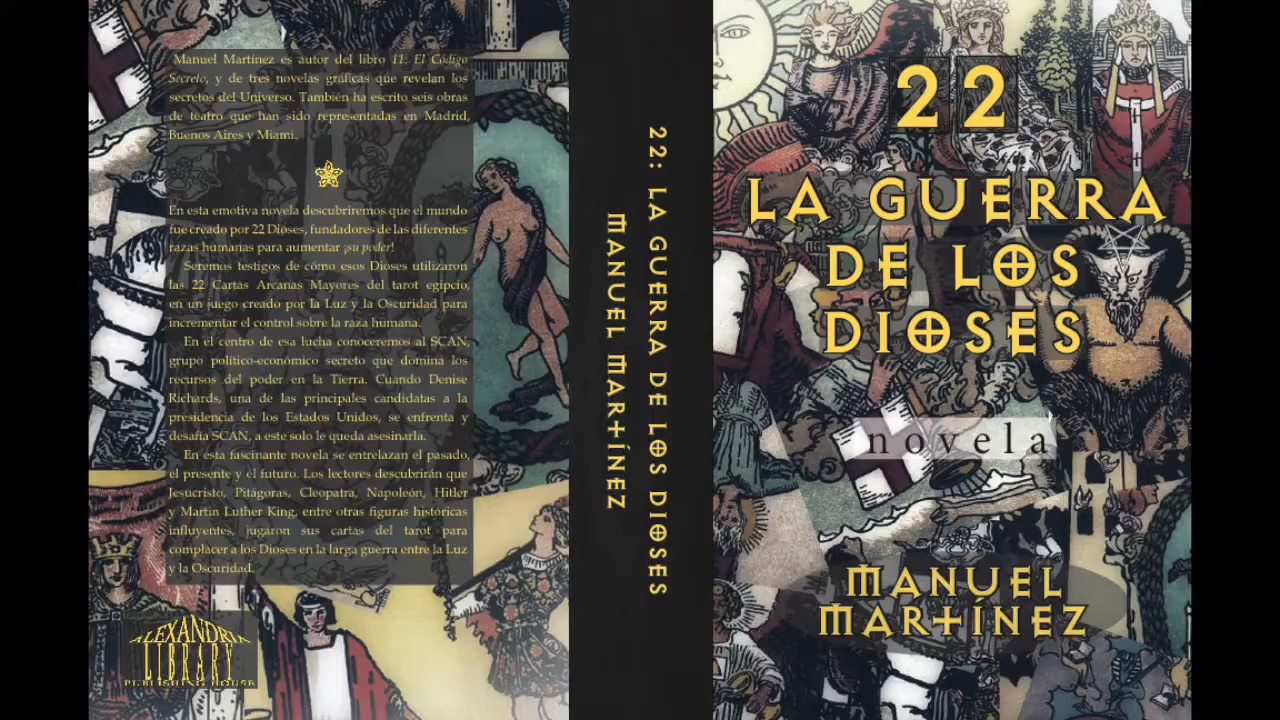 Manuel Martínez es autor del libro 11: El Código
Secreto, y de tres novelas gráficas que revelan los
secretos del Universo. También ha escrito seis obras
de teatro que han sido representadas en Madrid,
Buenos Aires y Miami.
En esta emotiva novela descubriremos que el mundo
fue creado por 22 Dioses, fundadores de las diferentes
razas humanas para aumentar ¡su poder!
Seremos testigos de cómo esos Dioses utilizaron
las 22 Cartas Arcanas Mayores del tarot egipcio,
en un juego creado por la Luz y la Oscuridad para
incrementar el control sobre la raza humana.
En el centro de esa lucha conoceremos al SCAN,
grupo político-económico secreto que domina los
recursos del poder en la Tierra. Cuando Denise
Richards, una de las principales candidatas a la
presidencia de los Estados Unidos, se enfrenta y
desafía SCAN, a este solo le queda asesinarla.
En esta fascinante novela se entrelazan el pasado,
el presente y el futuro. Los lectores descubrirán que
Jesucristo, Pitágoras, Cleopatra, Napoleón, Hitler
y Martin Luther King, entre otras figuras históricas
influyentes, jugaron sus cartas del tarot para
complacer a los Dioses en la larga guerra entre la Luz
y la Oscuridad.
ALEXANDRIA
LIBRARY
PUBLISHING HOUSE
22: LA GUERRA DE LOS DIOSES
MANUEL MARTÍNEZ
22
LA GUERRA
DE LOS
DIOSES
novela
MANUEL
MARTÍNEZ